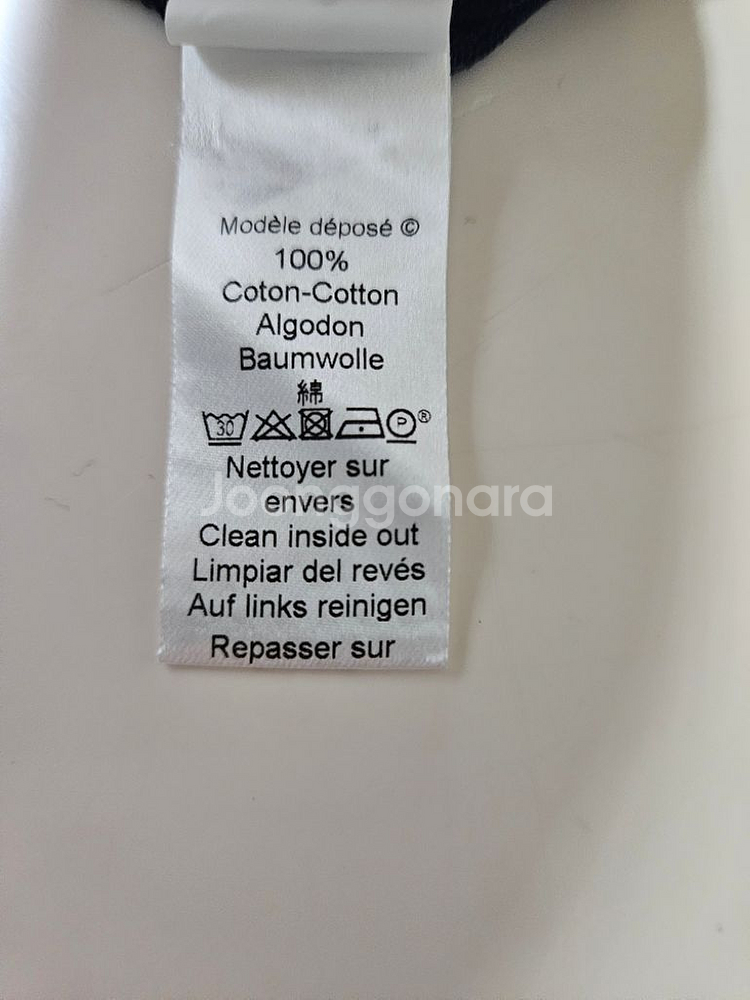 Modèle déposé ©
100%
Coton-Cotton
Algodon
Baumwolle
綿
30 P ®
Nettoyer sur
envers
Joonggonara
Clean inside out
Limpiar del revés
Auf links reinigen
Repasser sur